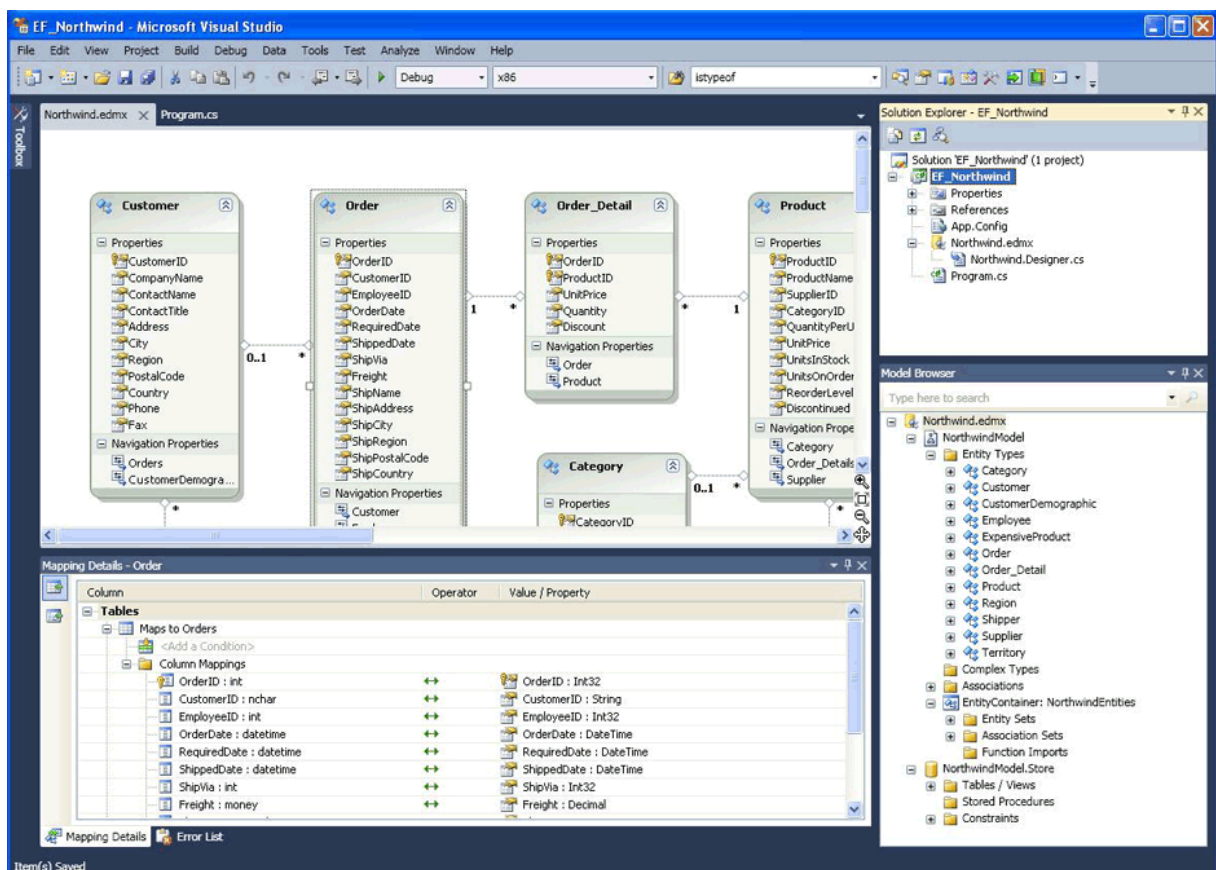 EF_Northwind - Microsoft Visual Studio
File Edit View Project Build Debug Data Tools Test Analyze Window Help
Debug x86 istypeof
Toolbox
Northwind.edmx Program.cs
Customer
Properties
CustomerID
CompanyName
ContactName
ContactTitle
Address
City
Region
PostalCode
Country
Phone
Fax
Navigation Properties
Orders
CustomerDemogra...
0..1 *
*
Order
Properties
OrderID
CustomerID
EmployeeID
OrderDate
RequiredDate
ShippedDate
ShipVia
Freight
ShipName
ShipAddress
ShipCity
ShipRegion
ShipPostalCode
ShipCountry
Navigation Properties
Customer
1 *
Order_Detail
Properties
OrderID
ProductID
UnitPrice
Quantity
Discount
Navigation Properties
Order
Product
* 1
Category
Properties
CategoryID
0..1 *
Product
Properties
ProductID
ProductName
SupplierID
CategoryID
QuantityPerU
UnitPrice
UnitsInStock
UnitsOnOrder
ReorderLevel
Discontinued
Navigation Prope
Category
Order_Details
Supplier
*
Mapping Details - Order
Column Operator Value / Property
Tables
Maps to Orders
<Add a Condition>
Column Mappings
OrderID : int OrderID : Int32
CustomerID : nchar CustomerID : String
EmployeeID : int EmployeeID : Int32
OrderDate : datetime OrderDate : DateTime
RequiredDate : datetime RequiredDate : DateTime
ShippedDate : datetime ShippedDate : DateTime
ShipVia : int ShipVia : Int32
Freight : money Freight : Decimal
Mapping Details Error List
Item(s) Saved
Solution Explorer - EF_Northwind
Solution 'EF_Northwind' (1 project)
EF_Northwind
Properties
References
App.Config
Northwind.edmx
Northwind.Designer.cs
Program.cs
Model Browser
Type here to search
Northwind.edmx
NorthwindModel
Entity Types
Category
Customer
CustomerDemographic
Employee
ExpensiveProduct
Order
Order_Detail
Product
Region
Shipper
Supplier
Territory
Complex Types
Associations
EntityContainer: NorthwindEntities
Entity Sets
Association Sets
Function Imports
NorthwindModel.Store
Tables / Views
Stored Procedures
Constraints